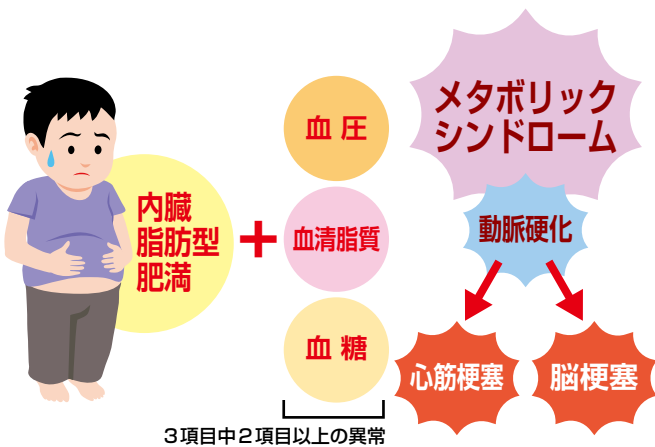 内臓
脂肪型
肥満
+
血圧
血清脂質
血糖
3項目中2項目以上の異常
メタボリック
シンドローム
動脈硬化
心筋梗塞
脳梗塞